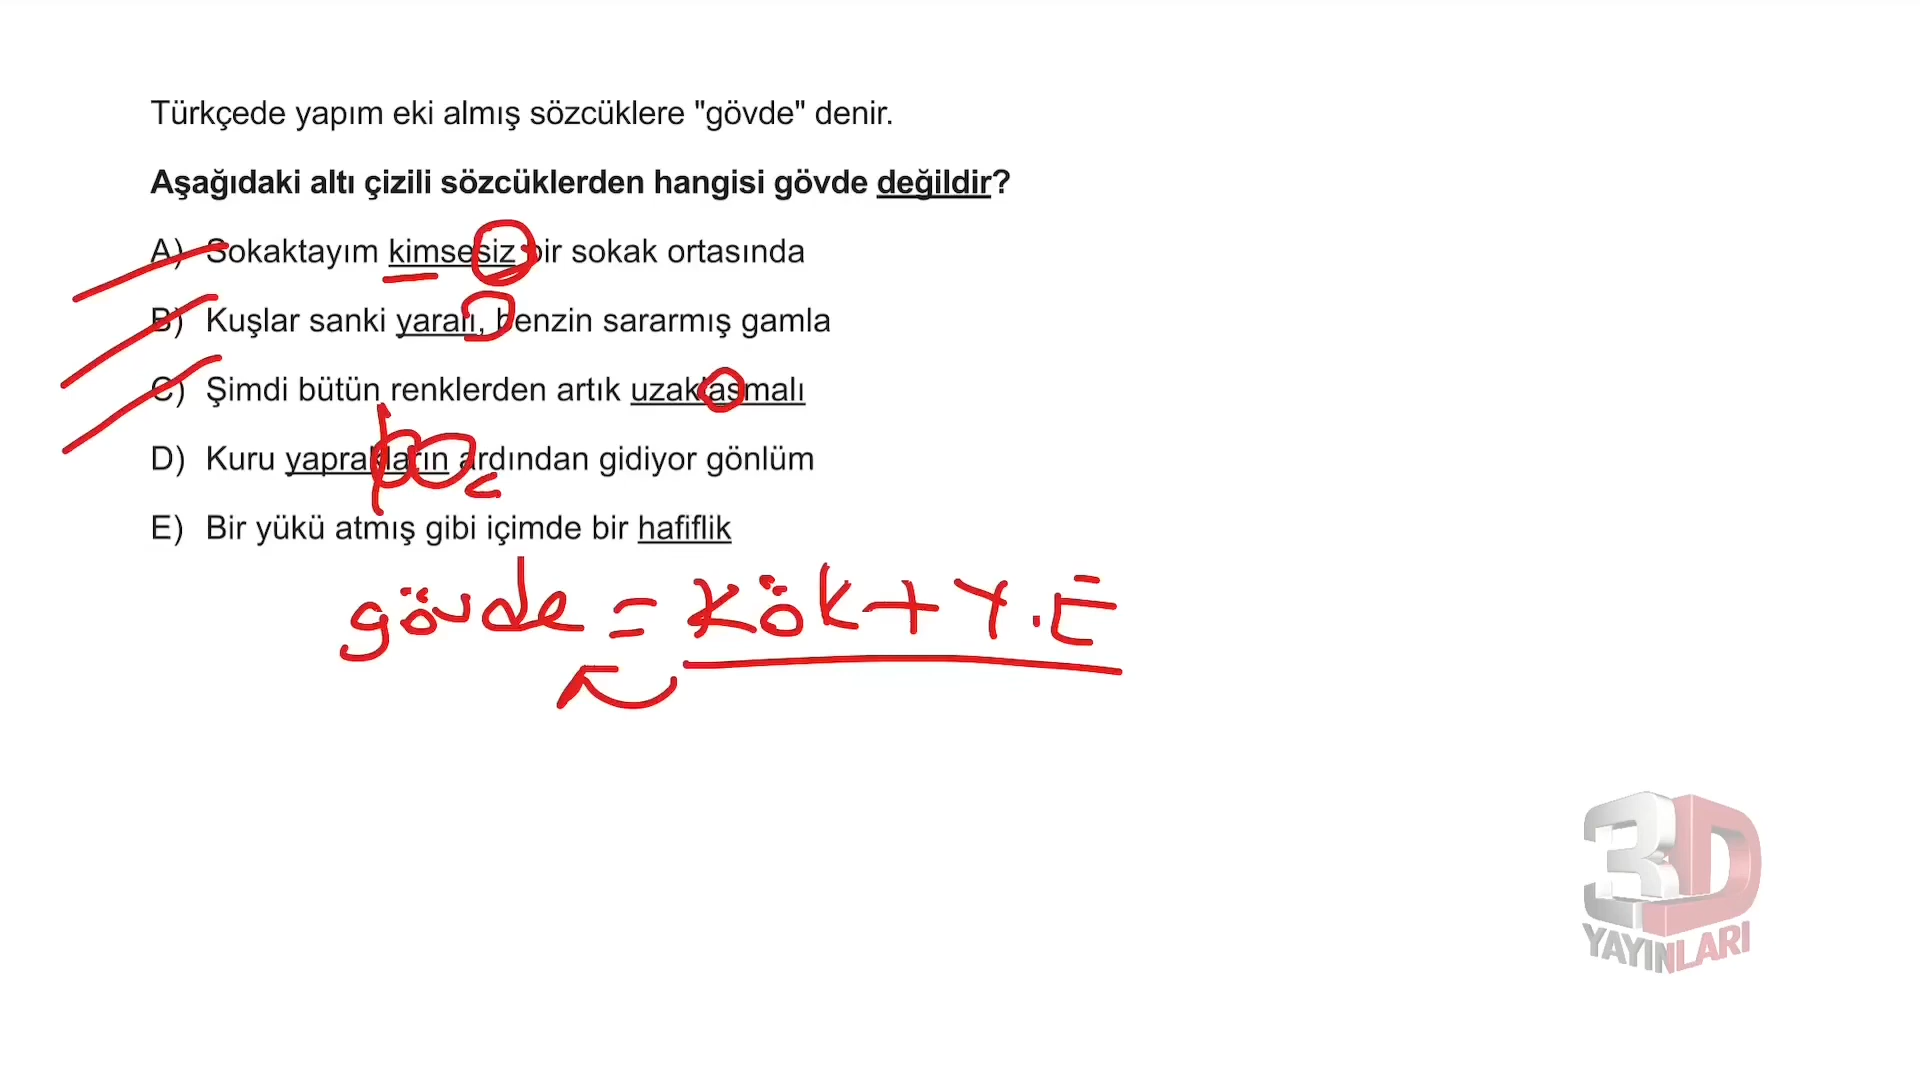 Türkçede yapım eki almış sözcüklere "gövde" denir.
Aşağıdaki altı çizili sözcüklerden hangisi gövde değildir?
A) Sokaktayım kimsesiz bir sokak ortasında
B) Kuşlar sanki yaralı, benzin sararmış gamla
C) Şimdi bütün renklerden artık uzaklaşmalı
D) Kuru yaprakların ardından gidiyor gönlüm
E) Bir yükü atmış gibi içimde bir hafiflik
gövde = Kök + Y.E
3D
YAYINLARI